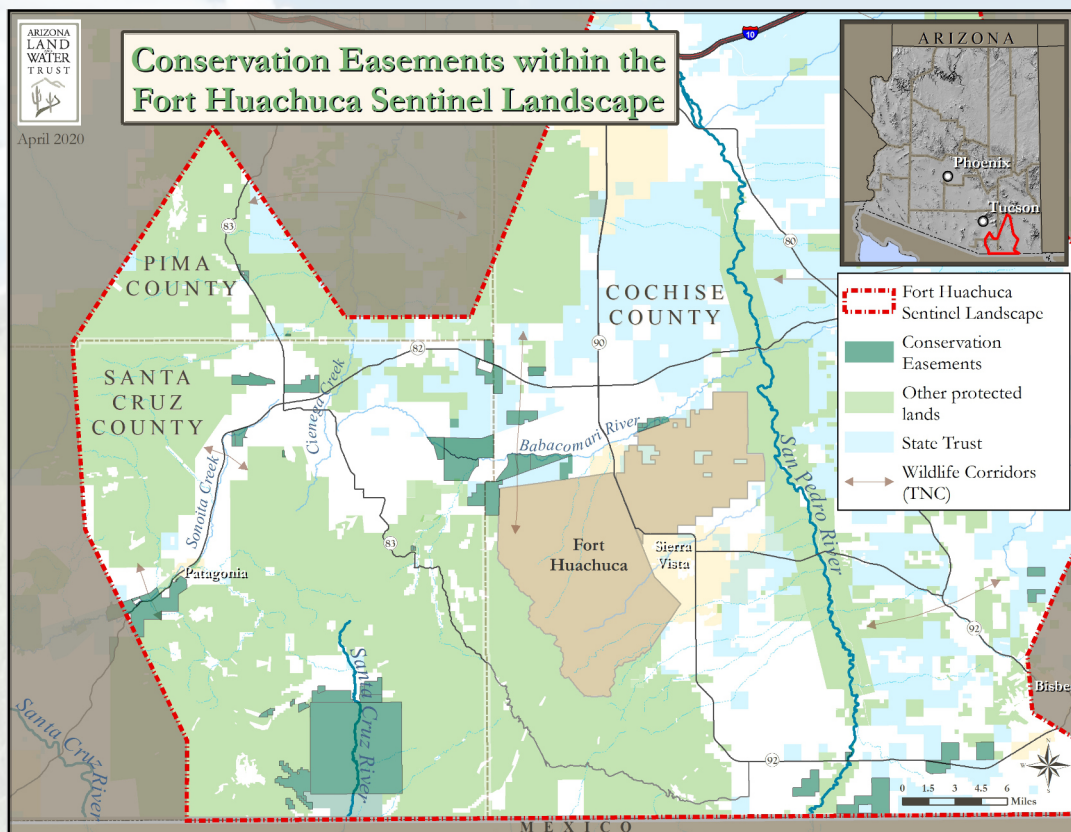 ARIZONA
LAND
and
WATER
TRUST
April 2020
Conservation Easements within the
Fort Huachuca Sentinel Landscape
10
ARIZONA
Phoenix
Tucson
83
80
PIMA
COUNTY
COCHISE
COUNTY
90
82
SANTA
CRUZ
COUNTY
Cienega Creek
Sonoita Creek
Babacomari River
San Pedro River
83
Fort
Huachuca
Sierra
Vista
Patagonia
Santa Cruz River
Santa Cruz River
92
92
Bisbe
Fort Huachuca
Sentinel Landscape
Conservation
Easements
Other protected
lands
State Trust
Wildlife Corridors
(TNC)
N
W
E
S
0 1.5 3 4.5 6
Miles
MEXICO